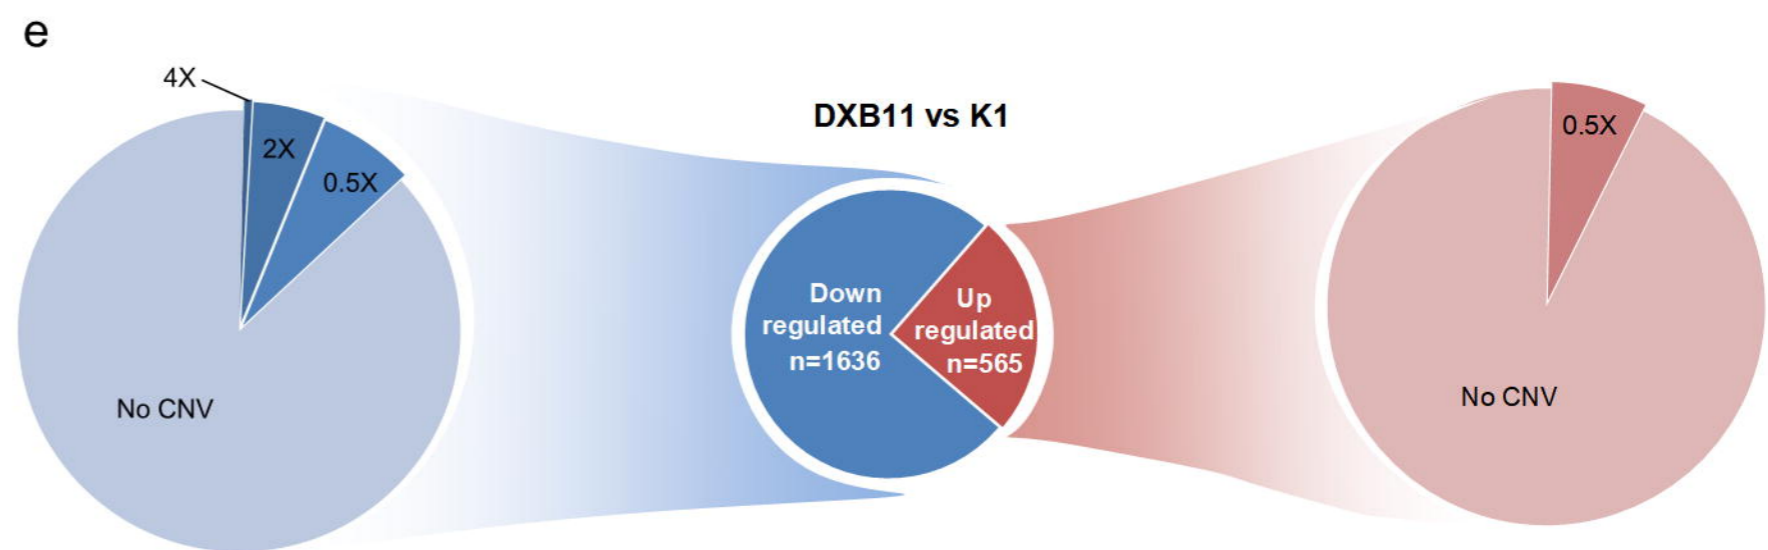 e
4X
2X
0.5X
No CNV
DXB11 vs K1
Down
regulated
n=1636
Up
regulated
n=565
0.5X
No CNV